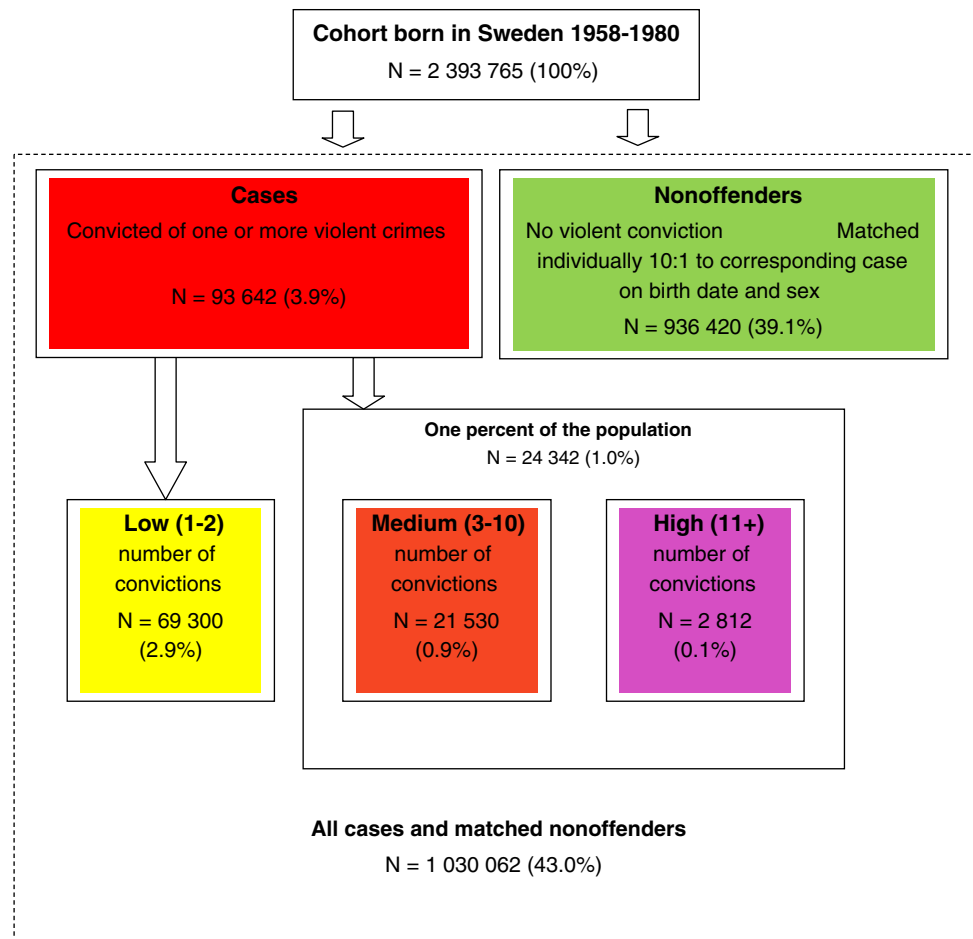 Cohort born in Sweden 1958-1980
N = 2 393 765 (100%)
Cases
Convicted of one or more violent crimes
N = 93 642 (3.9%)
Nonoffenders
No violent conviction Matched
individually 10:1 to corresponding case
on birth date and sex
N = 936 420 (39.1%)
One percent of the population
N = 24 342 (1.0%)
Low (1-2)
number of
convictions
N = 69 300
(2.9%)
Medium (3-10)
number of
convictions
N = 21 530
(0.9%)
High (11+)
number of
convictions
N = 2 812
(0.1%)
All cases and matched nonoffenders
N = 1 030 062 (43.0%)